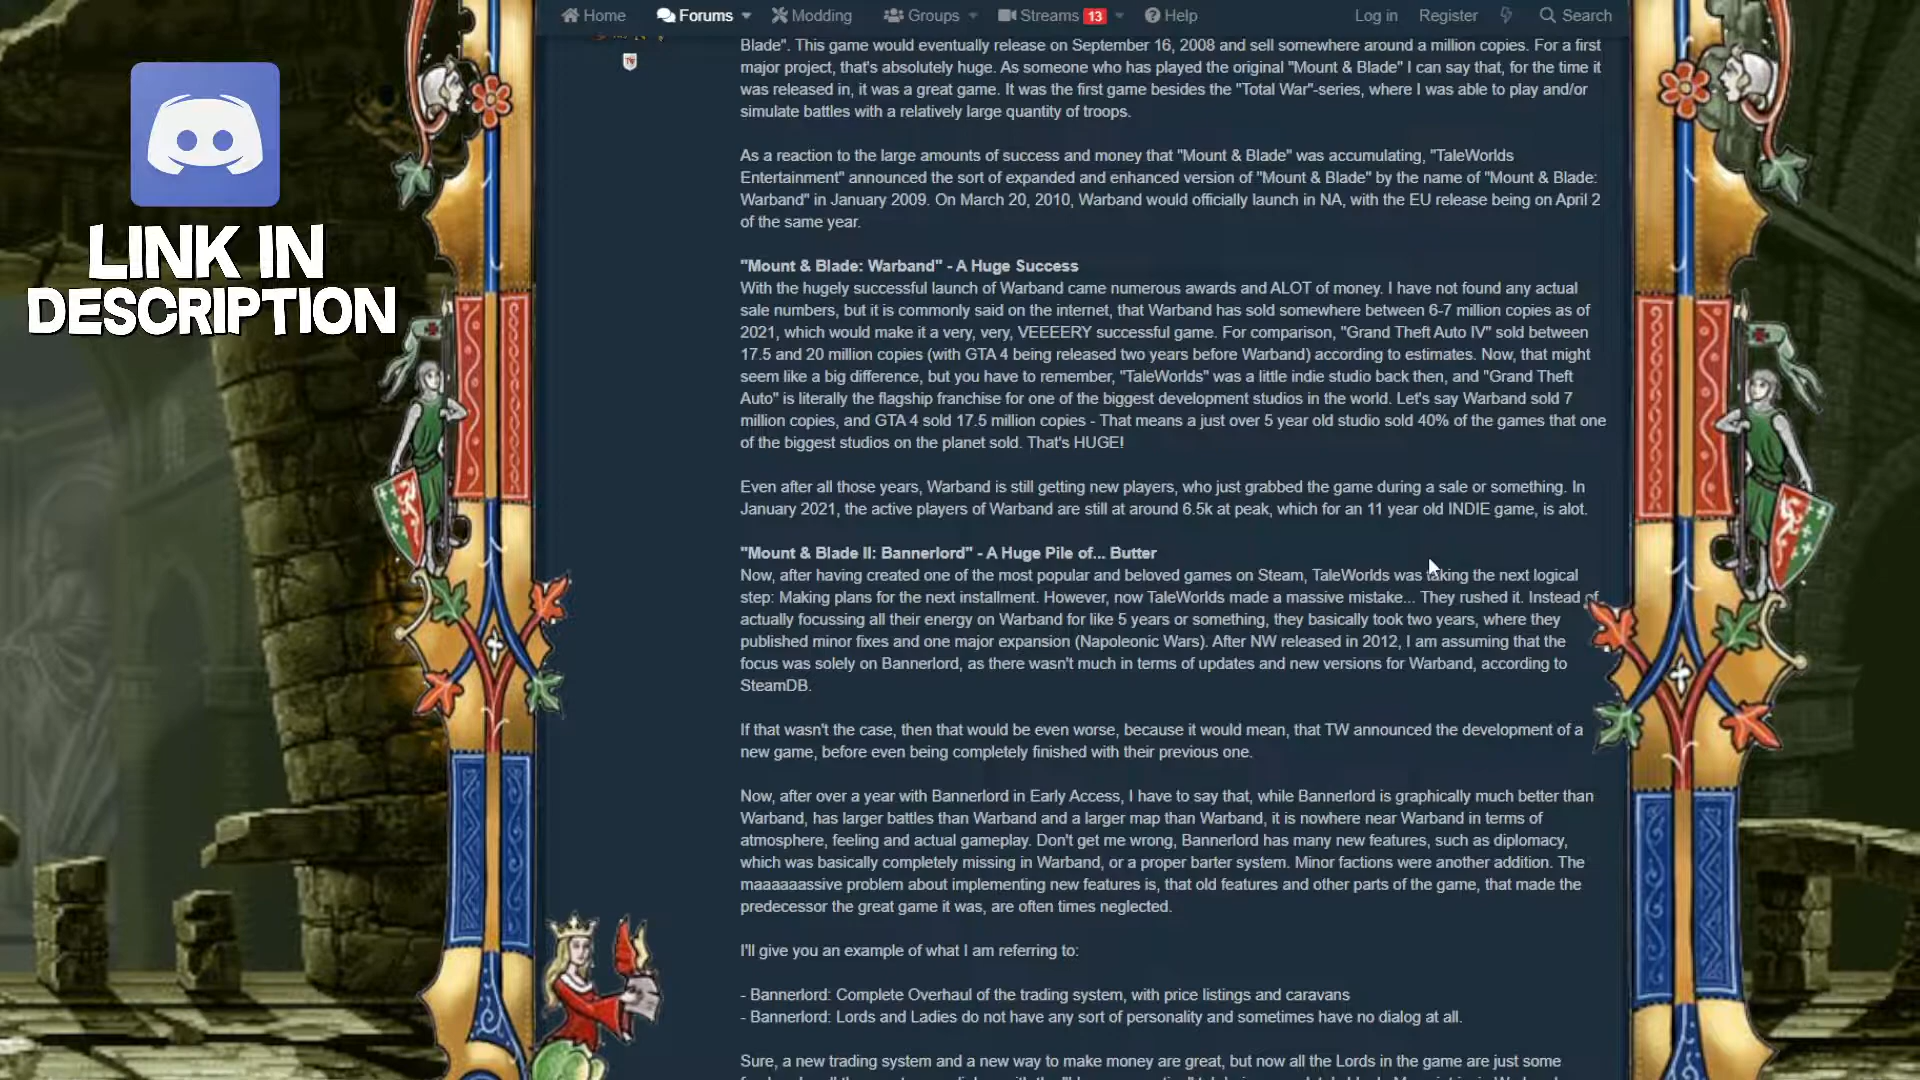 Home Forums Modding Groups Streams 13 Help Log in Register Search
LINK IN
DESCRIPTION
Blade". This game would eventually release on September 16, 2008 and sell somewhere around a million copies. For a first
major project, that's absolutely huge. As someone who has played the original "Mount & Blade" I can say that, for the time it
was released in, it was a great game. It was the first game besides the "Total War"-series, where I was able to play and/or
simulate battles with a relatively large quantity of troops.
As a reaction to the large amounts of success and money that "Mount & Blade" was accumulating, "TaleWorlds
Entertainment" announced the sort of expanded and enhanced version of "Mount & Blade" by the name of "Mount & Blade:
Warband" in January 2009. On March 20, 2010, Warband would officially launch in NA, with the EU release being on April 2
of the same year.
"Mount & Blade: Warband" - A Huge Success
With the hugely successful launch of Warband came numerous awards and ALOT of money. I have not found any actual
sale numbers, but it is commonly said on the internet, that Warband has sold somewhere between 6-7 million copies as of
2021, which would make it a very, very, VEEEERY successful game. For comparison, "Grand Theft Auto IV" sold between
17.5 and 20 million copies (with GTA 4 being released two years before Warband) according to estimates. Now, that might
seem like a big difference, but you have to remember, "TaleWorlds" was a little indie studio back then, and "Grand Theft
Auto" is literally the flagship franchise for one of the biggest development studios in the world. Let's say Warband sold 7
million copies, and GTA 4 sold 17.5 million copies - That means a just over 5 year old studio sold 40% of the games that one
of the biggest studios on the planet sold. That's HUGE!
Even after all those years, Warband is still getting new players, who just grabbed the game during a sale or something. In
January 2021, the active players of Warband are still at around 6.5k at peak, which for an 11 year old INDIE game, is alot.
"Mount & Blade II: Bannerlord" - A Huge Pile of... Butter
Now, after having created one of the most popular and beloved games on Steam, TaleWorlds was taking the next logical
step: Making plans for the next installment. However, now TaleWorlds made a massive mistake... They rushed it. Instead of
actually focussing all their energy on Warband for like 5 years or something, they basically took two years, where they
published minor fixes and one major expansion (Napoleonic Wars). After NW released in 2012, I am assuming that the
focus was solely on Bannerlord, as there wasn't much in terms of updates and new versions for Warband, according to
SteamDB.
If that wasn't the case, then that would be even worse, because it would mean, that TW announced the development of a
new game, before even being completely finished with their previous one.
Now, after over a year with Bannerlord in Early Access, I have to say that, while Bannerlord is graphically much better than
Warband, has larger battles than Warband and a larger map than Warband, it is nowhere near Warband in terms of
atmosphere, feeling and actual gameplay. Don't get me wrong, Bannerlord has many new features, such as diplomacy,
which was basically completely missing in Warband, or a proper barter system. Minor factions were another addition. The
maaaaaassive problem about implementing new features is, that old features and other parts of the game, that made the
predecessor the great game it was, are often times neglected.
I'll give you an example of what I am referring to:
- Bannerlord: Complete Overhaul of the trading system, with price listings and caravans
- Bannerlord: Lords and Ladies do not have any sort of personality and sometimes have no dialog at all.
Sure, a new trading system and a new way to make money are great, but now all the Lords in the game are just some